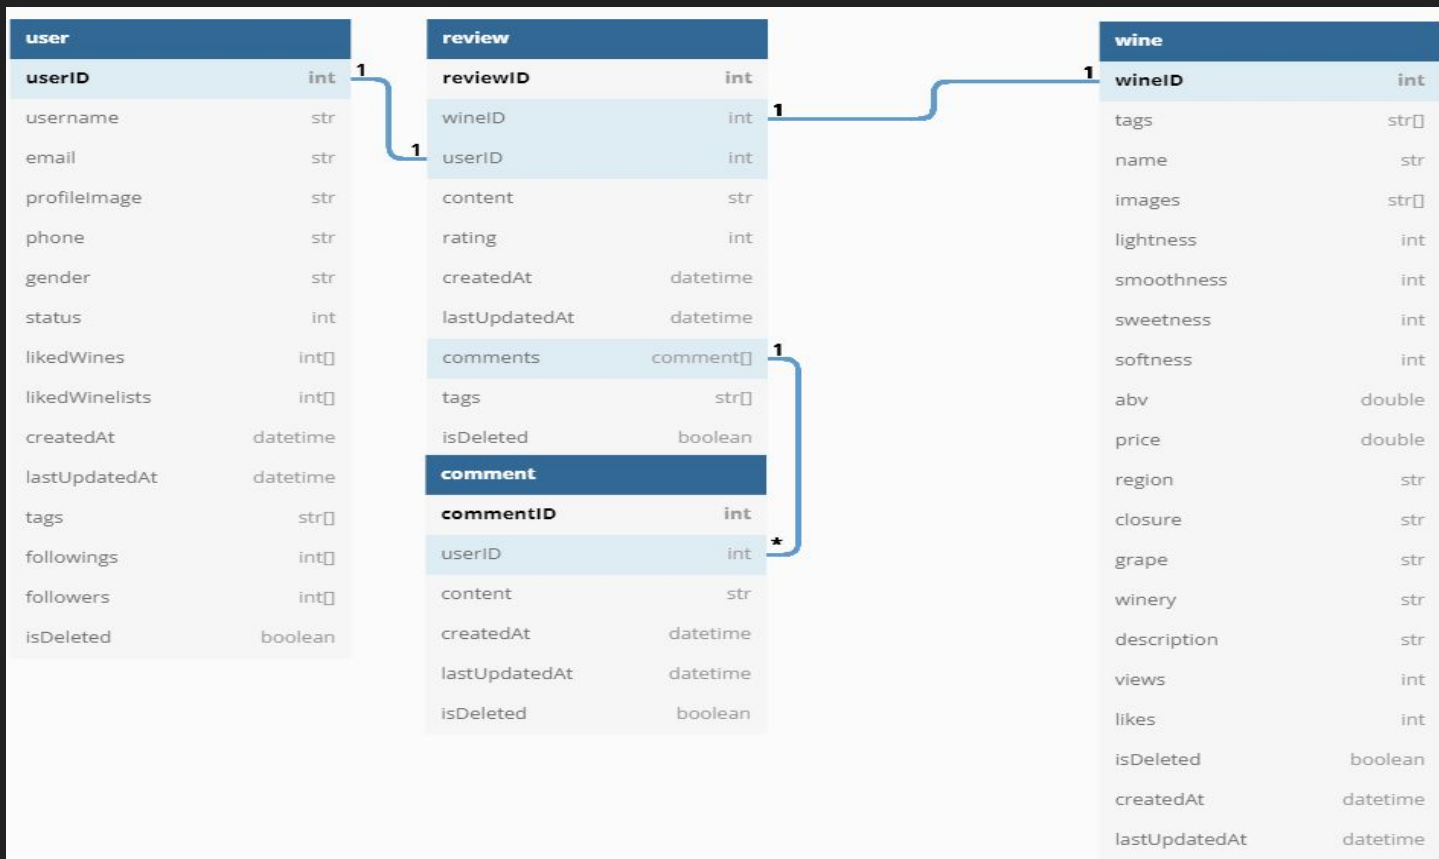 user
userID int 1
username str
email str
profileImage str
phone str
gender str
status int
likedWines int[]
likedWinelists int[]
createdAt datetime
lastUpdatedAt datetime
tags str[]
followings int[]
followers int[]
isDeleted boolean
review
reviewID int
wineID int 1
1 userID int
content str
rating int
createdAt datetime
lastUpdatedAt datetime
comments comment[] 1
tags str[]
isDeleted boolean
comment
commentID int
userID int *
content str
createdAt datetime
lastUpdatedAt datetime
isDeleted boolean
wine
1 wineID int
tags str[]
name str
images str[]
lightness int
smoothness int
sweetness int
softness int
abv double
price double
region str
closure str
grape str
winery str
description str
views int
likes int
isDeleted boolean
createdAt datetime
lastUpdatedAt datetime